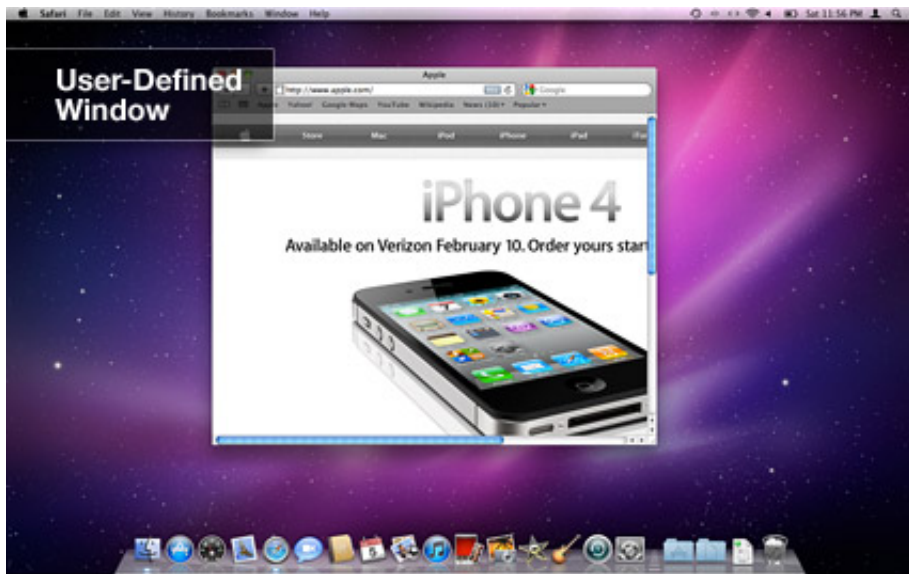 Safari File Edit View History Bookmarks Window Help
Sat 11:56 PM
User-Defined
Window
Apple
http://www.apple.com/
Google
Apple Yahoo! Google Maps YouTube Wikipedia News (10) Popular
Store Mac iPod iPhone iPad
iPhone 4
Available on Verizon February 10. Order yours start